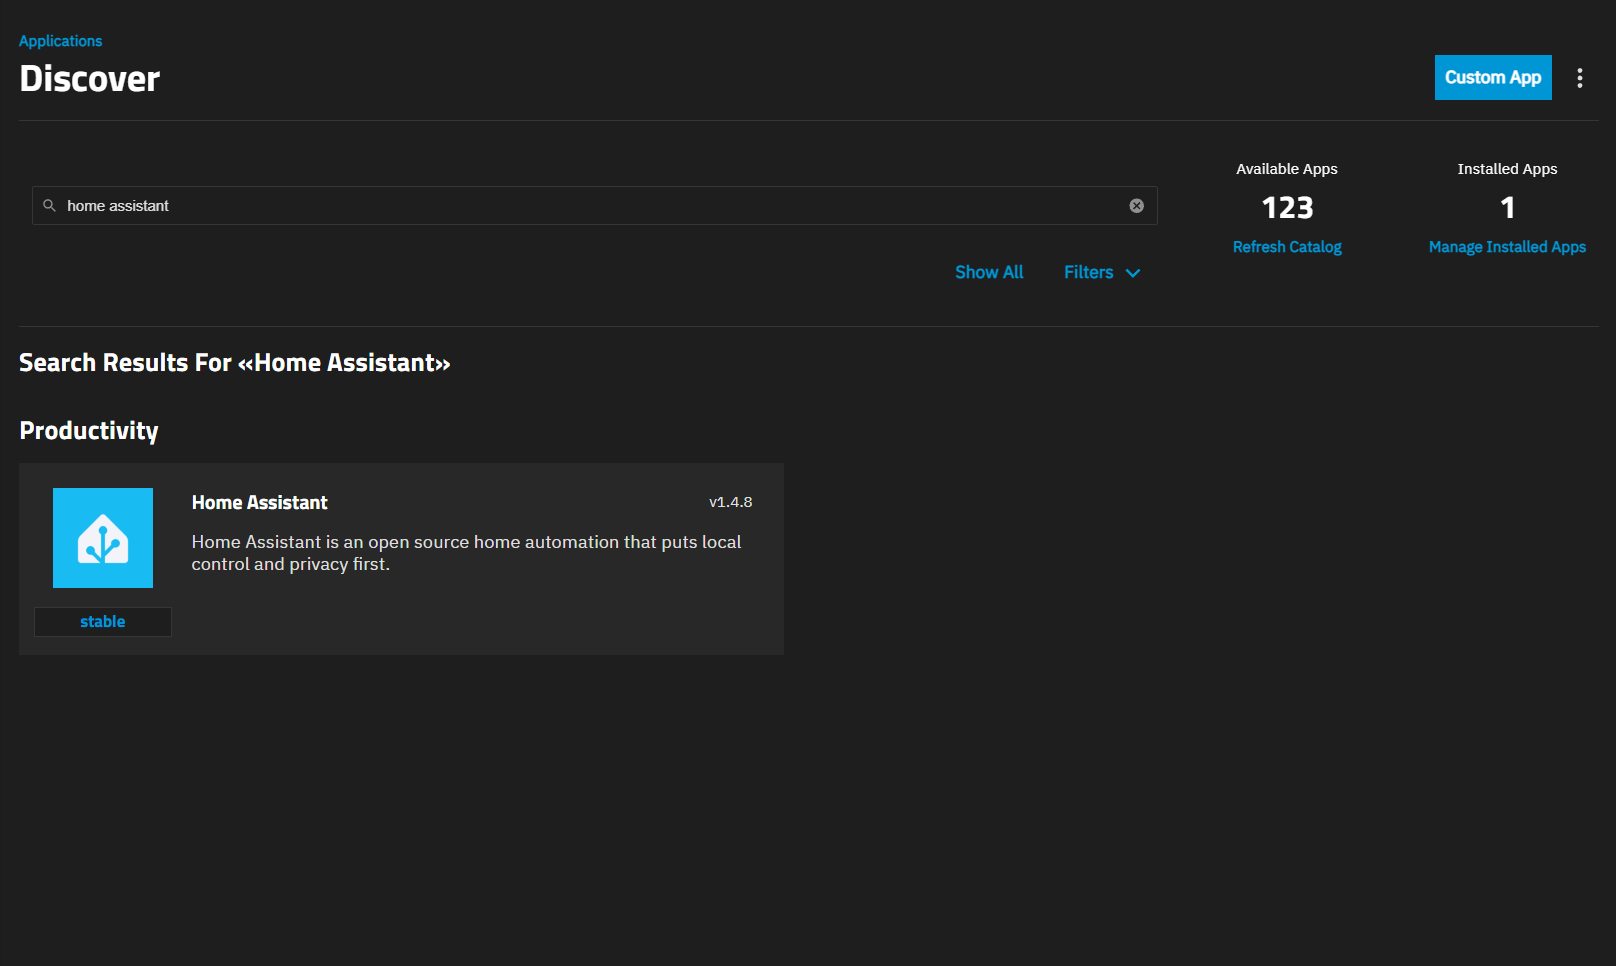 Applications
Discover
Custom App
home assistant
Available Apps
123
Refresh Catalog
Installed Apps
1
Manage Installed Apps
Show All
Filters
Search Results For «Home Assistant»
Productivity
Home Assistant
v1.4.8
Home Assistant is an open source home automation that puts local
control and privacy first.
stable